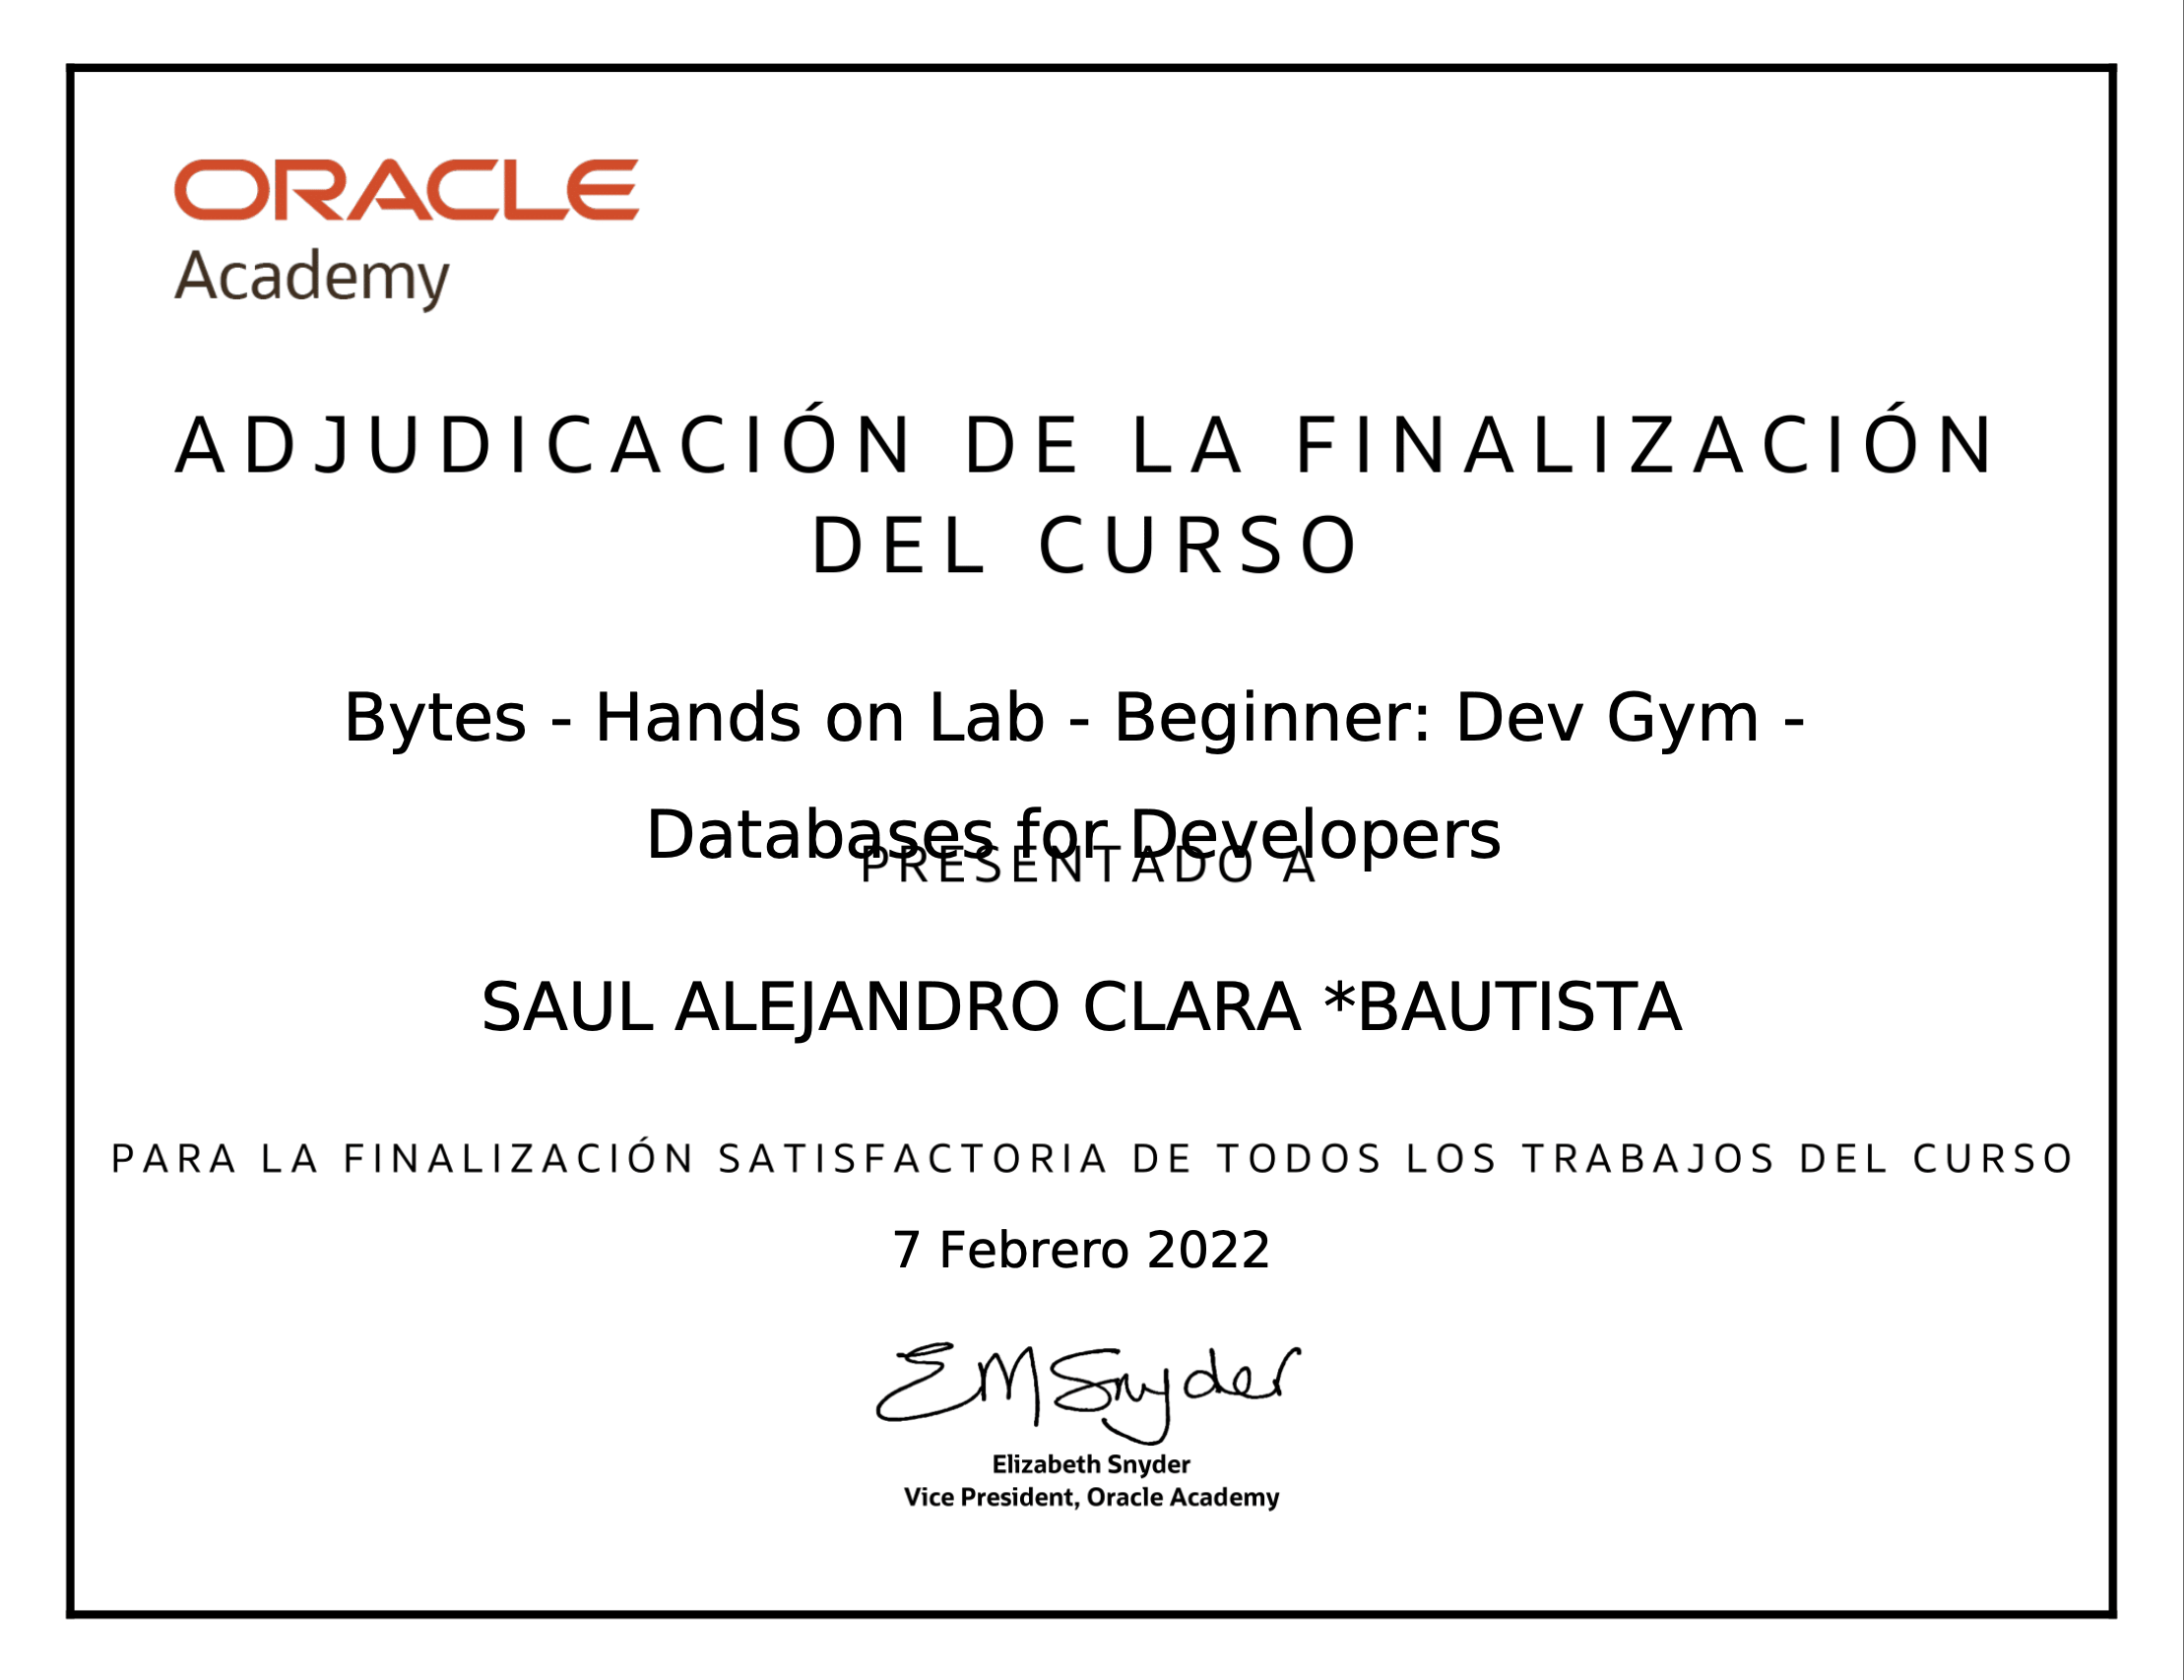 ORACLE
Academy
ADJUDICACIÓN DE LA FINALIZACIÓN
DEL CURSO
Bytes - Hands on Lab - Beginner: Dev Gym -
Databases for Developers
PRESENTADO A
SAUL ALEJANDRO CLARA *BAUTISTA
PARA LA FINALIZACIÓN SATISFACTORIA DE TODOS LOS TRABAJOS DEL CURSO
7 Febrero 2022
EMSnyder
Elizabeth Snyder
Vice President, Oracle Academy